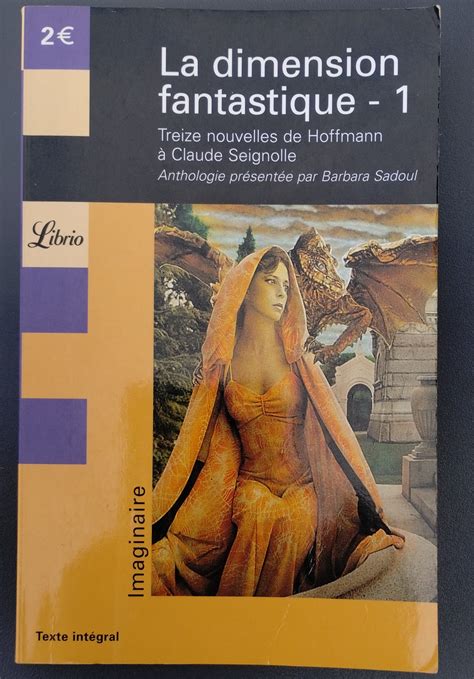 2€
La dimension
fantastique - 1
Treize nouvelles de Hoffmann
à Claude Seignolle
Anthologie présentée par Barbara Sadoul
Librio
Imaginaire
Texte intégral